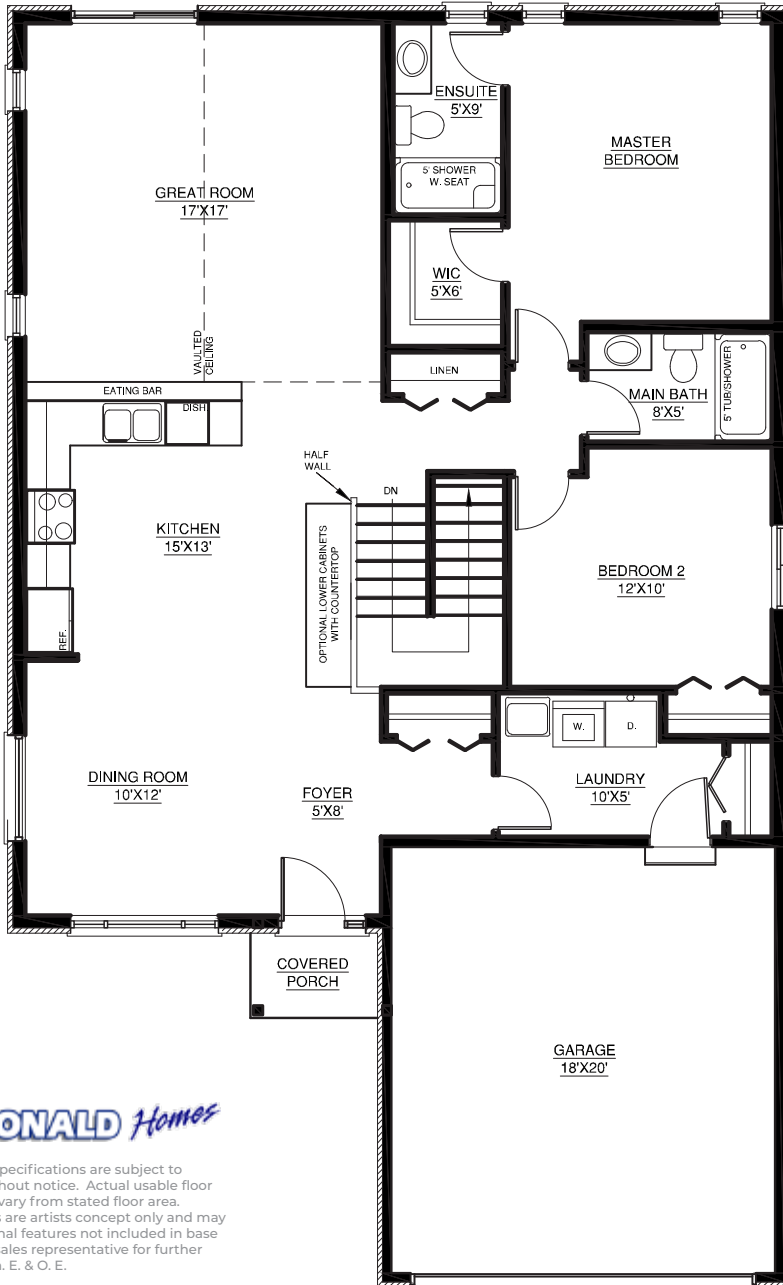 ENSUITE
5'X9'
5' SHOWER
W. SEAT
MASTER
BEDROOM
GREAT ROOM
17'X17'
WIC
5'X6'
VAULTED
CEILING
LINEN
EATING BAR
DISH
MAIN BATH
8'X5'
5' TUB/SHOWER
HALF
WALL
DN
KITCHEN
15'X13'
OPTIONAL LOWER CABINETS
WITH COUNTERTOP
BEDROOM 2
12'X10'
REF.
W.
D.
DINING ROOM
10'X12'
FOYER
5'X8'
LAUNDRY
10'X5'
COVERED
PORCH
GARAGE
18'X20'
ONALD Homes
pecifications are subject to
hout notice. Actual usable floor
vary from stated floor area.
s are artists concept only and may
nal features not included in base
sales representative for further
n. E. & O. E.